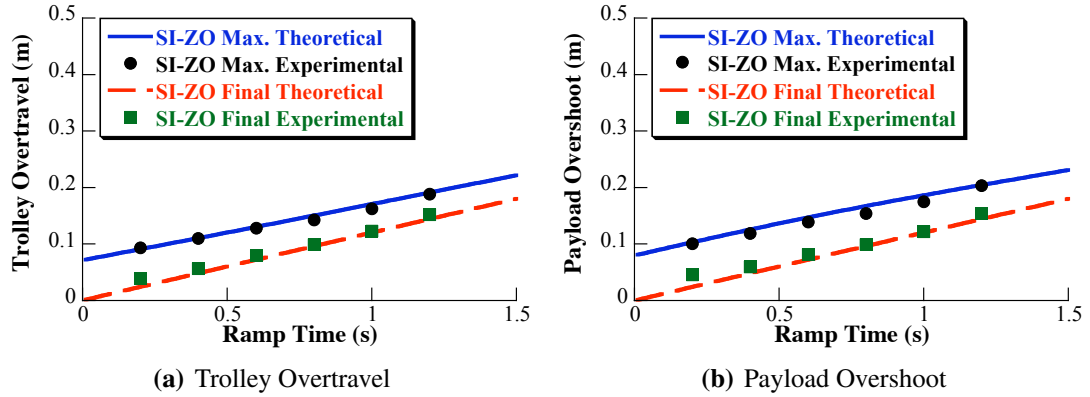 0.5
0.4
0.3
0.2
0.1
0
Trolley Overtravel (m)
SI-ZO Max. Theoretical
SI-ZO Max. Experimental
SI-ZO Final Theoretical
SI-ZO Final Experimental
0
0.5
1
1.5
Ramp Time (s)
(a) Trolley Overtravel
0.5
0.4
0.3
0.2
0.1
0
Payload Overshoot (m)
SI-ZO Max. Theoretical
SI-ZO Max. Experimental
SI-ZO Final Theoretical
SI-ZO Final Experimental
0
0.5
1
1.5
Ramp Time (s)
(b) Payload Overshoot